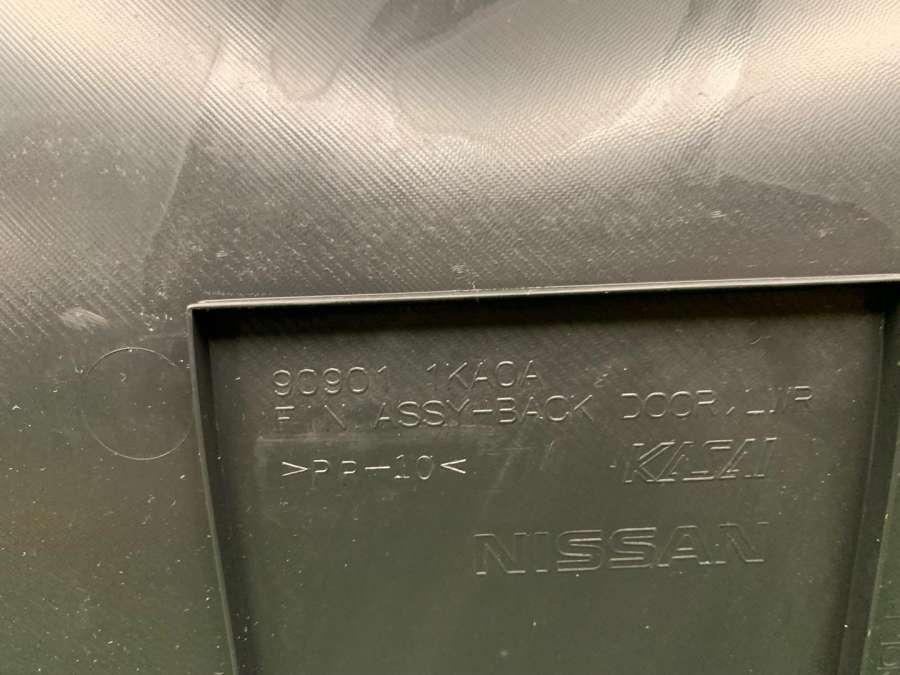 90901 1KA0A
FIN. ASSY-BACK DOOR, LWR
>PP-10<
KASAI
NISSAN